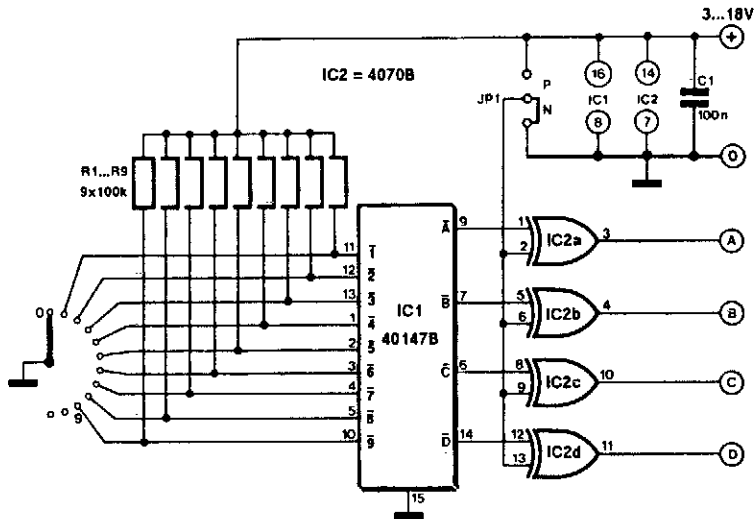 3...18V
+
IC2 = 4070B
P
JP1
N
16
IC1
8
14
IC2
7
C1
100n
0
R1...R9
9x100k
11
1̅
12
2̅
13
3̅
1
4̅
2
5̅
3
6̅
4
7̅
5
8̅
10
9̅
0
9
IC1
40147B
A̅
9
B̅
7
C̅
6
D̅
14
15
1
2
IC2a
3
A
5
6
IC2b
4
B
8
9
IC2c
10
C
12
13
IC2d
11
D